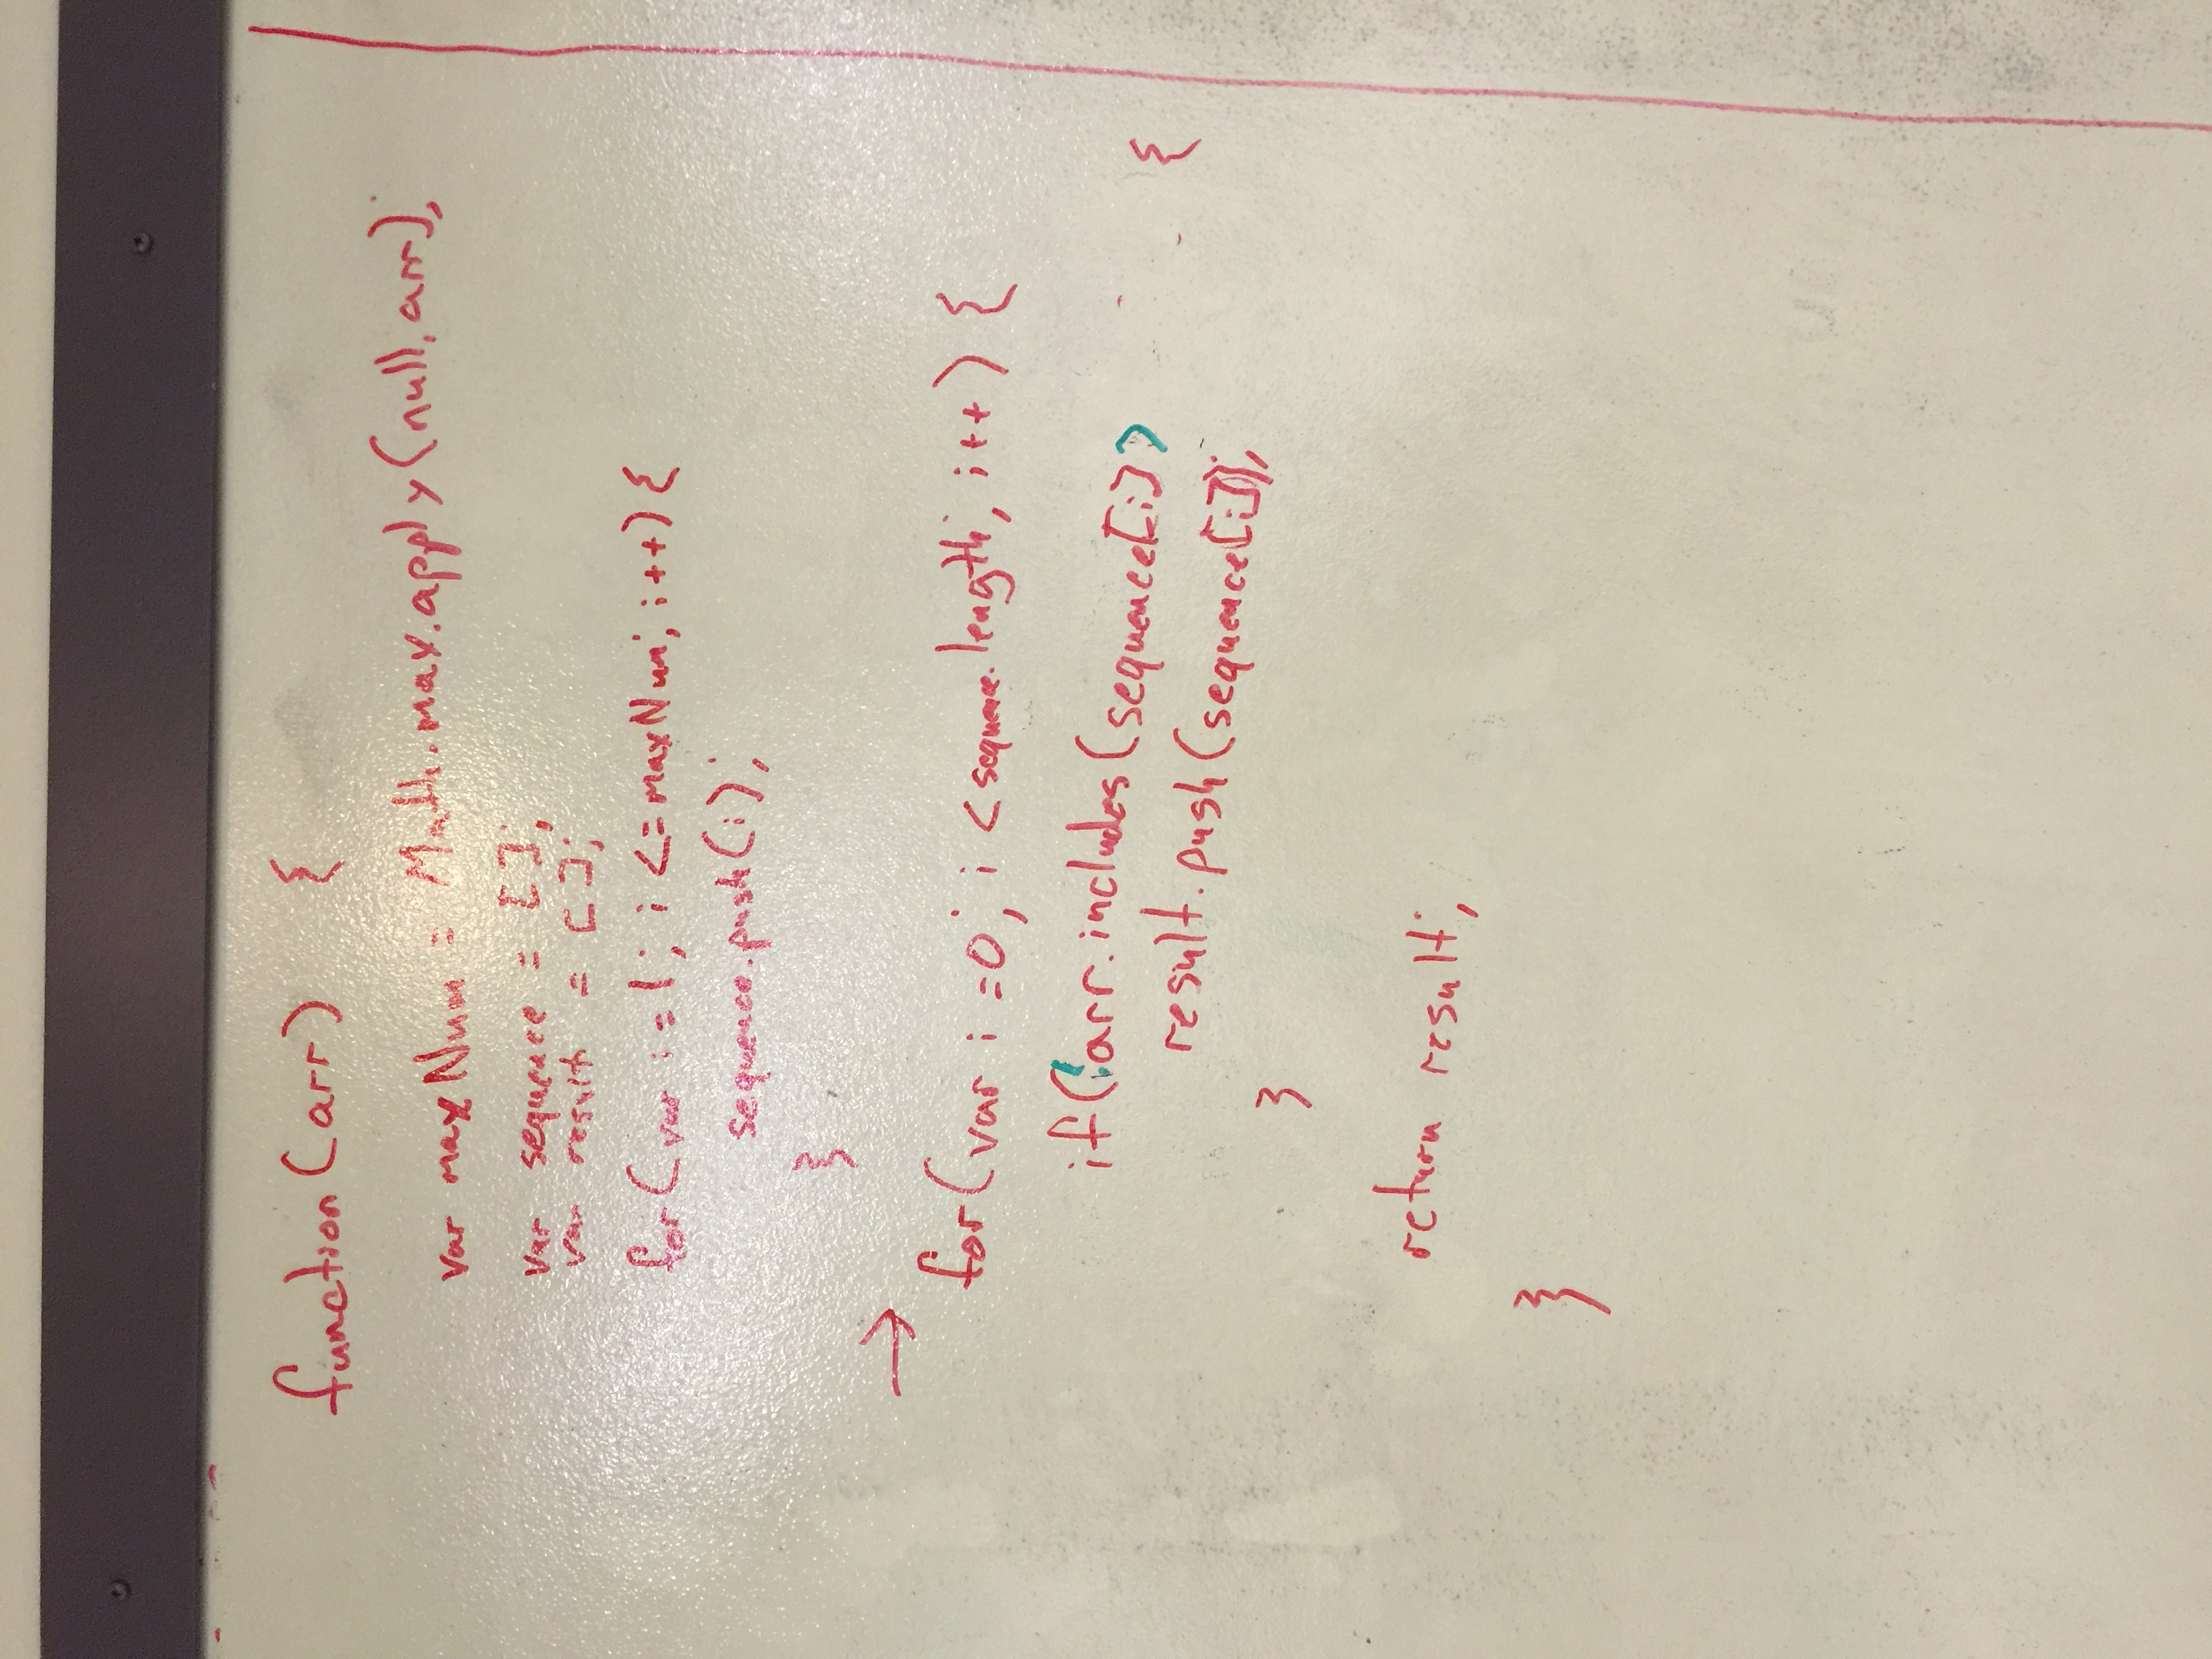 function(arr) {
var maxNum = Math.max.apply(null, arr);
var sequence = [];
var result = [];
for(var i=1; i<=maxNum; i++){
sequence.push(i);
}
→
for(var i=0; i<sequence.length; i++) {
if(!arr.includes(sequence[i]) {
result.push(sequence[i]);
}
return result;
}